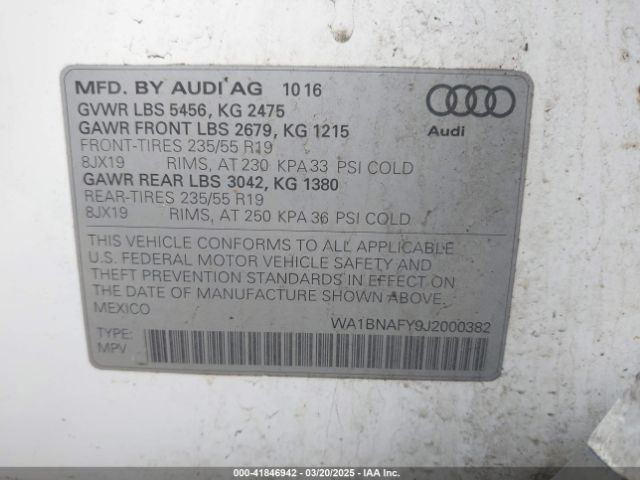 MFD. BY AUDI AG 10 16
GVWR LBS 5456, KG 2475
GAWR FRONT LBS 2679, KG 1215
FRONT-TIRES 235/55 R19
8JX19 RIMS, AT 230 KPA 33 PSI COLD
GAWR REAR LBS 3042, KG 1380
REAR-TIRES 235/55 R19
8JX19 RIMS, AT 250 KPA 36 PSI COLD
Audi
THIS VEHICLE CONFORMS TO ALL APPLICABLE
U.S. FEDERAL MOTOR VEHICLE SAFETY AND
THEFT PREVENTION STANDARDS IN EFFECT ON
THE DATE OF MANUFACTURE SHOWN ABOVE.
MEXICO
WA1BNAFY9J2000382
TYPE:
MPV
000-41846942 — 03/20/2025 — IAA Inc.